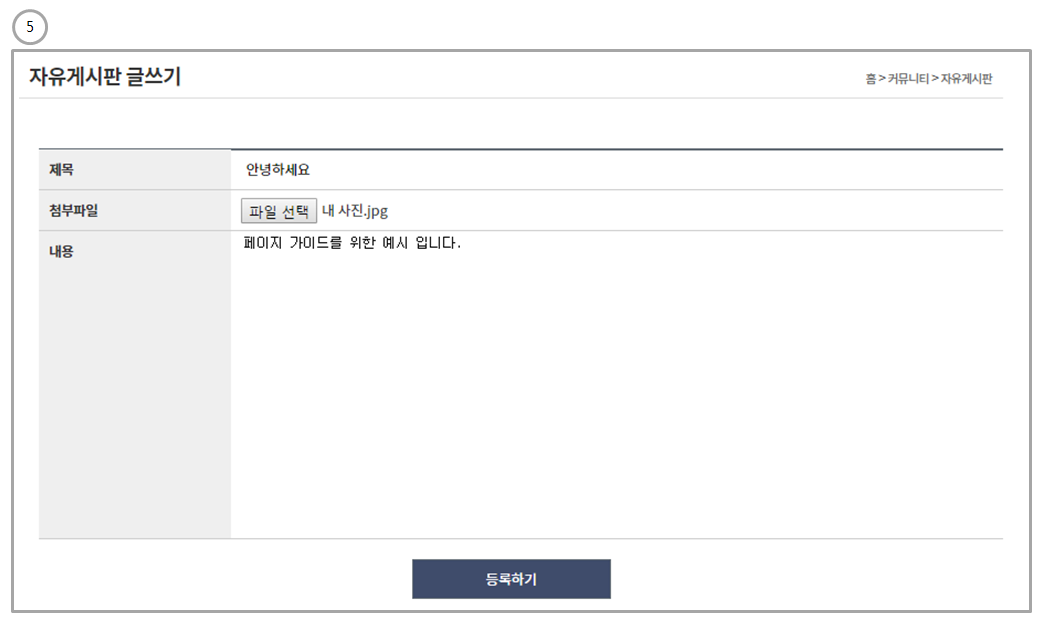 5
자유게시판 글쓰기
홈 > 커뮤니티 > 자유게시판
제목 안녕하세요
첨부파일 파일 선택 내 사진.jpg
내용 페이지 가이드를 위한 예시 입니다.
등록하기